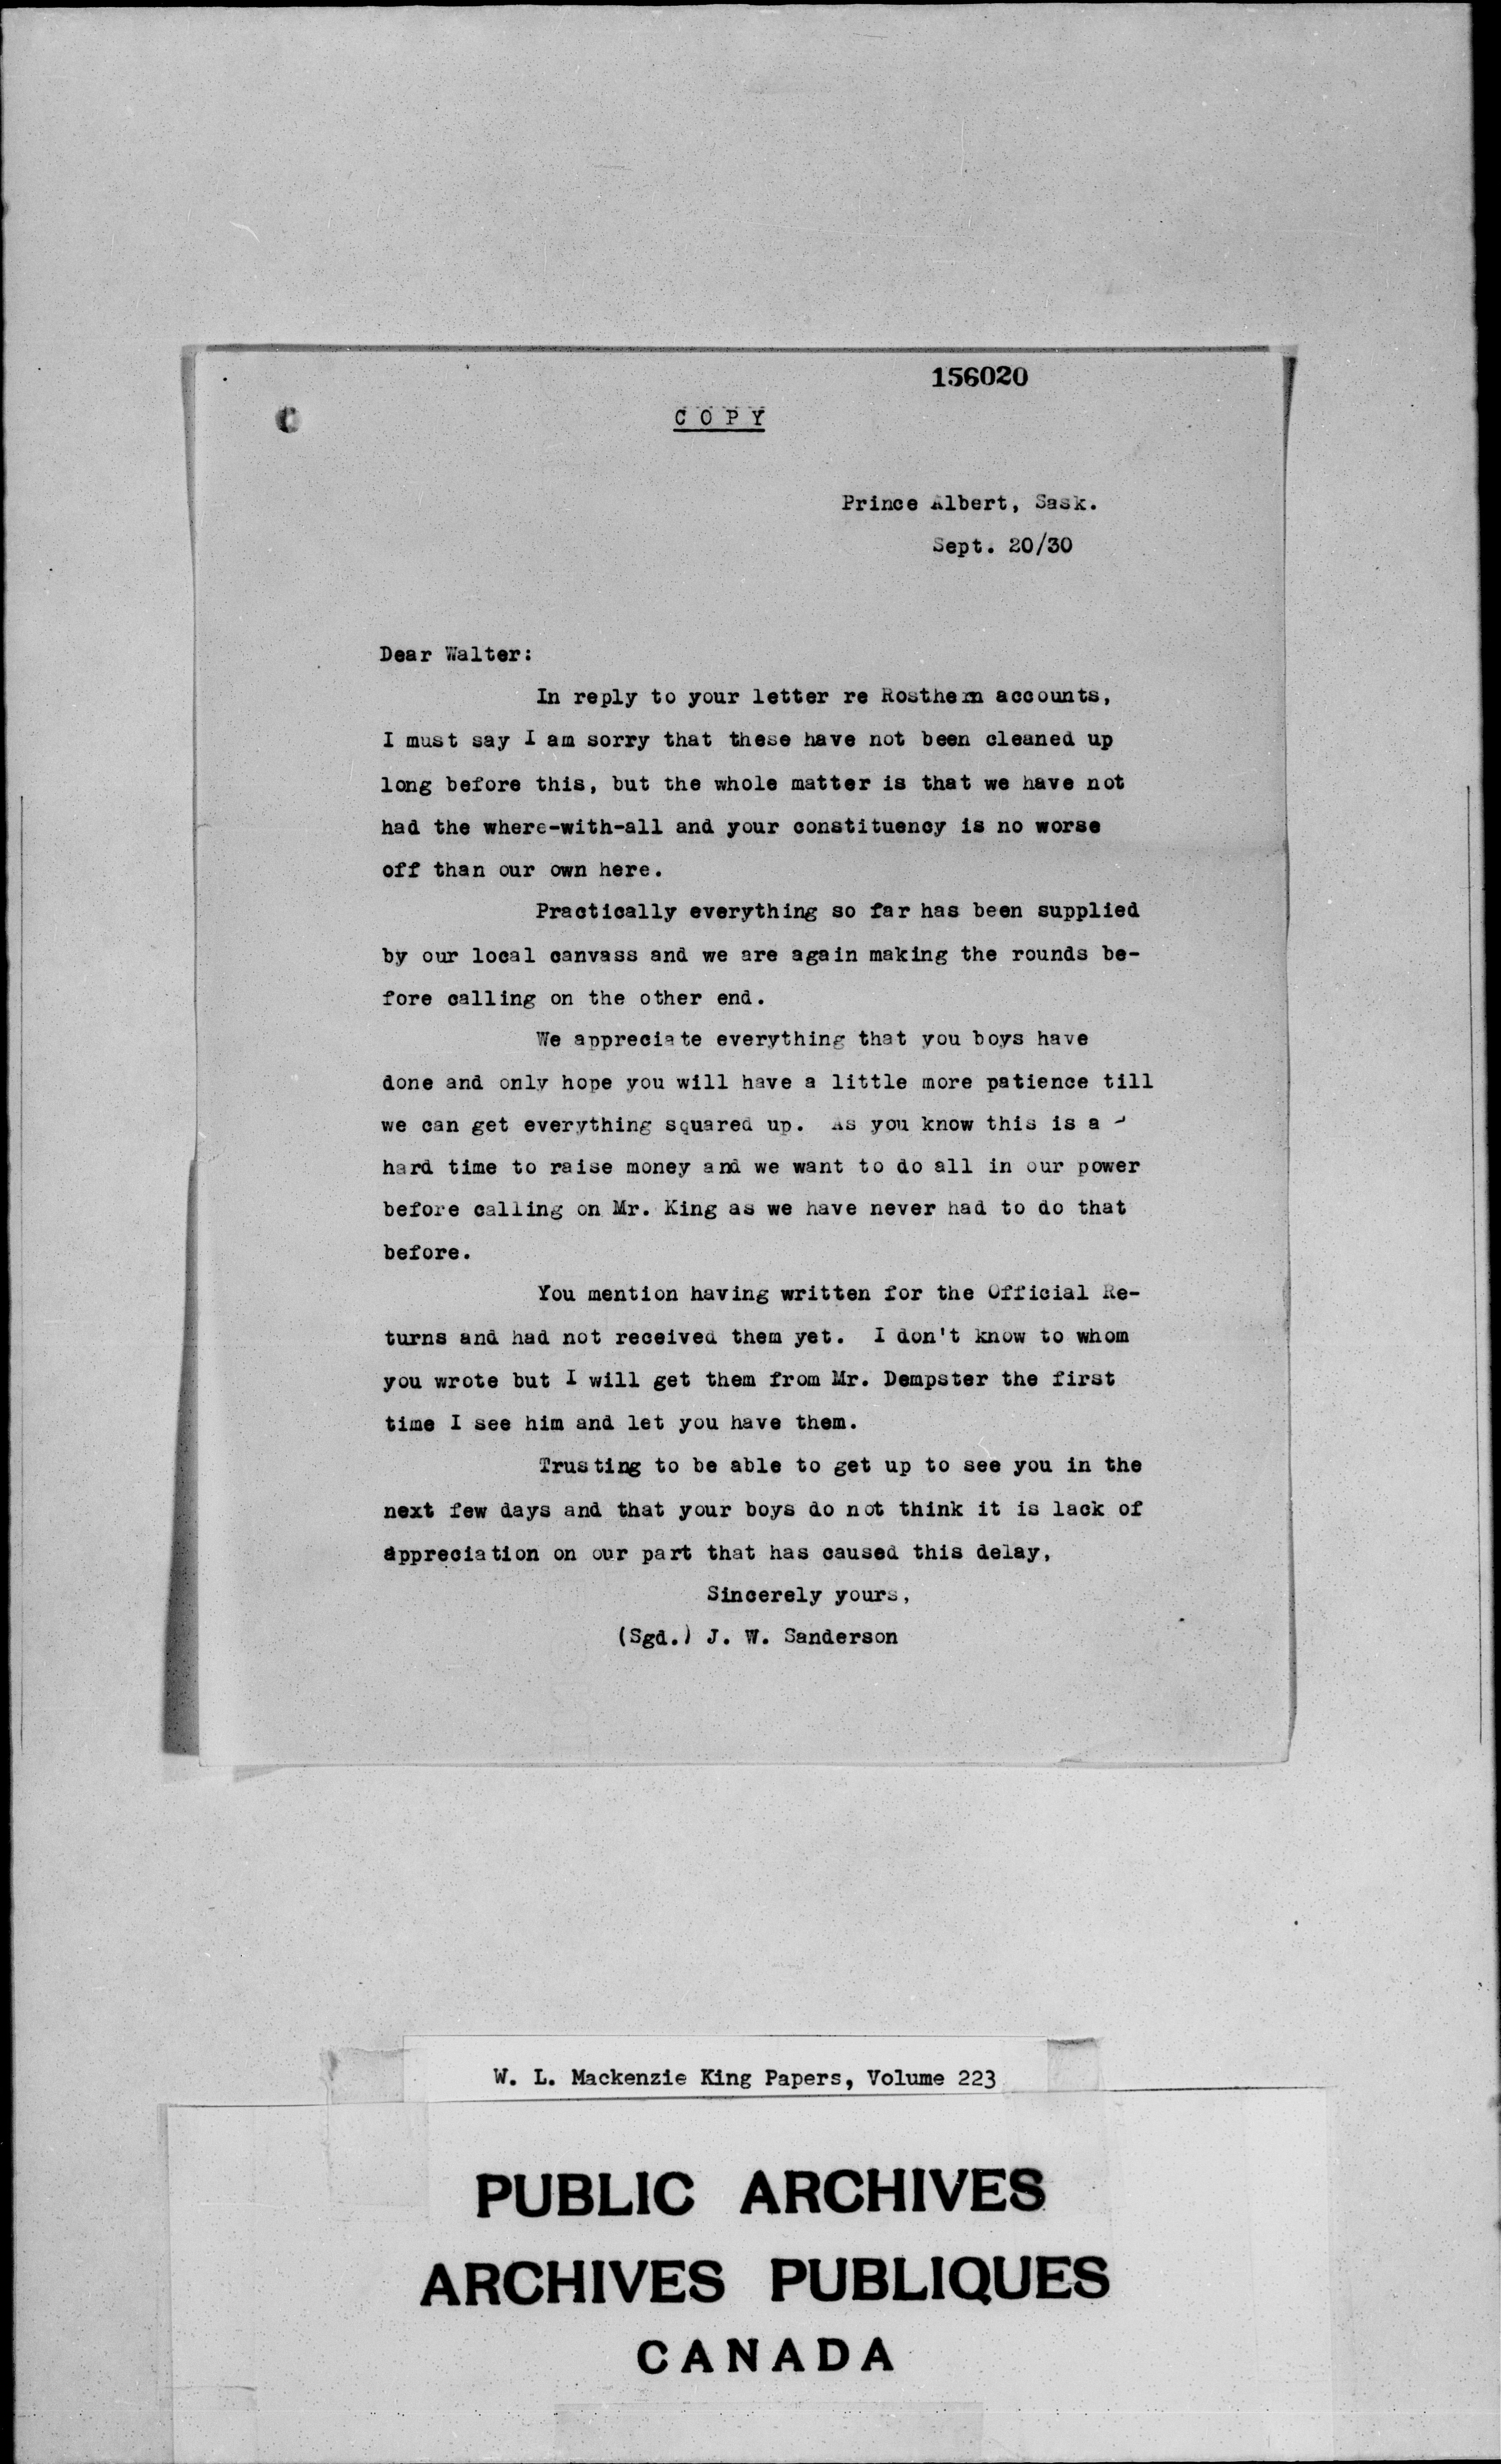 156020
C
C O P Y
Prince Albert, Sask.
Sept. 20/30
Dear Walter:
In reply to your letter re Rosthern accounts,
I must say I am sorry that these have not been cleaned up
long before this, but the whole matter is that we have not
had the where-with-all and your constituency is no worse
off than our own here.
Practically everything so far has been supplied
by our local canvass and we are again making the rounds be-
fore calling on the other end.
We appreciate everything that you boys have
done and only hope you will have a little more patience till
we can get everything squared up. As you know this is a
hard time to raise money and we want to do all in our power
before calling on Mr. King as we have never had to do that
before.
You mention having written for the Official Re-
turns and had not received them yet. I don't know to whom
you wrote but I will get them from Mr. Dempster the first
time I see him and let you have them.
Trusting to be able to get up to see you in the
next few days and that your boys do not think it is lack of
appreciation on our part that has caused this delay,
Sincerely yours,
(Sgd.) J. W. Sanderson
W. L. Mackenzie King Papers, Volume 223
PUBLIC ARCHIVES
ARCHIVES PUBLIQUES
CANADA